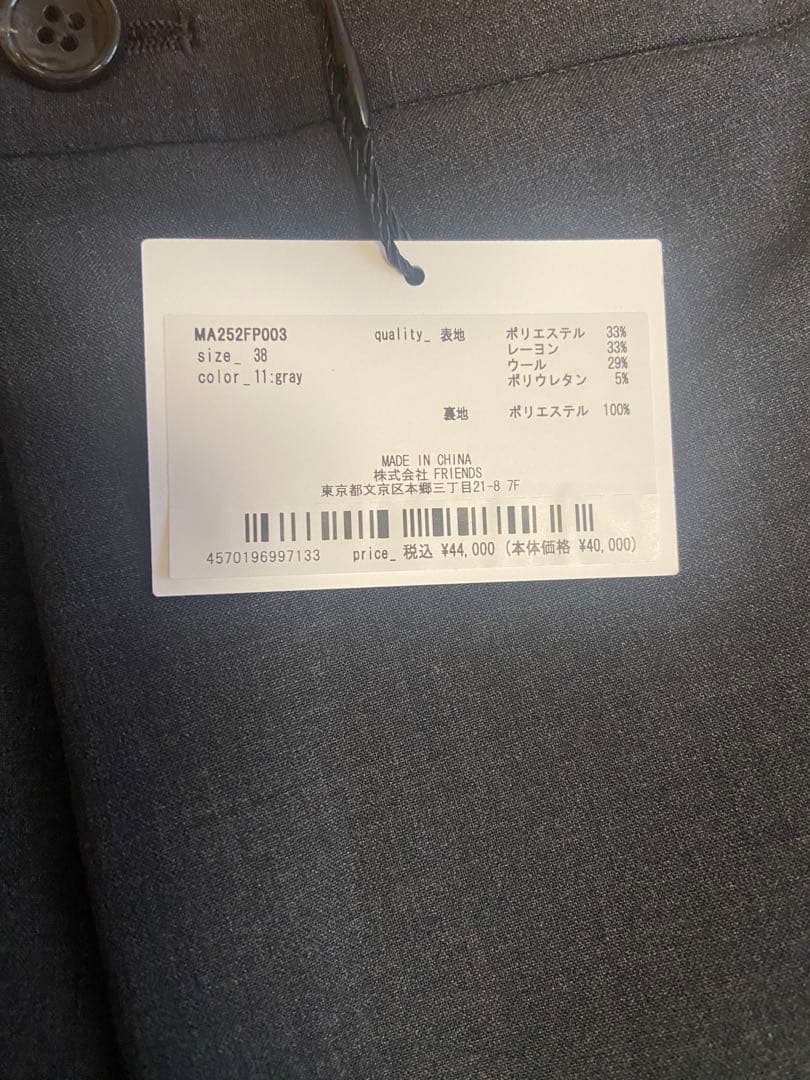 MA252FP003
size_ 38
color_11:gray
quality_ 表地 ポリエステル 33%
レーヨン 33%
ウール 29%
ポリウレタン 5%
裏地 ポリエステル 100%
MADE IN CHINA
株式会社 FRIENDS
東京都文京区本郷三丁目21-8 7F
4570196997133 price_ 税込 ¥44,000 (本体価格 ¥40,000)